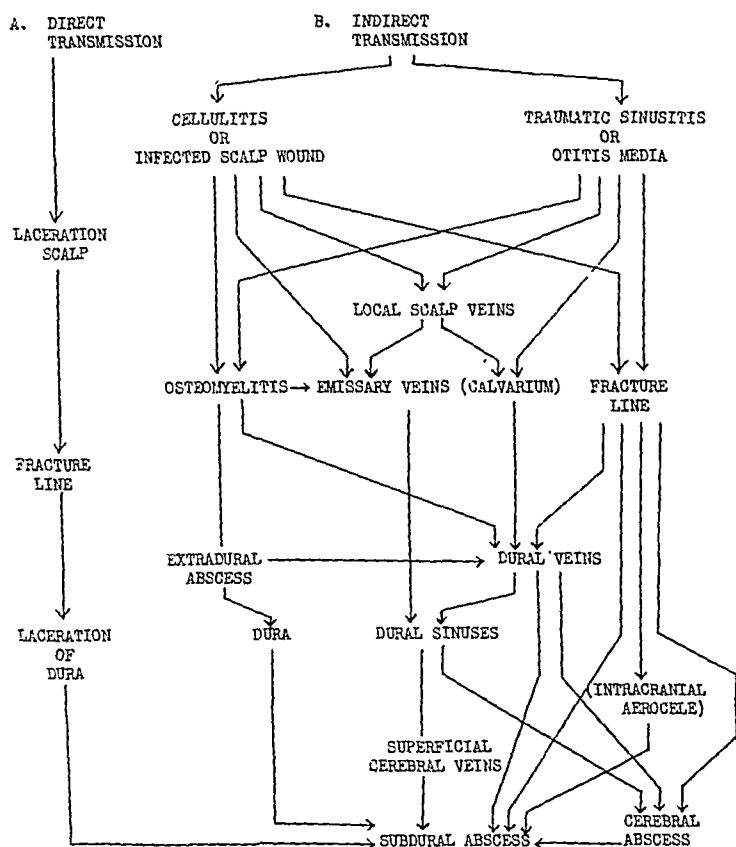 A. DIRECT
TRANSMISSION
B. INDIRECT
TRANSMISSION
CELLULITIS
OR
INFECTED SCALP WOUND
TRAUMATIC SINUSITIS
OR
OTITIS MEDIA
LACERATION
SCALP
LOCAL SCALP VEINS
OSTEOMYELITIS
EMISSARY VEINS (CALVARIUM)
FRACTURE
LINE
FRACTURE
LINE
EXTRADURAL
ABSCESS
DURAL VEINS
LACERATION
OF
DURA
DURA
DURAL SINUSES
(INTRACRANIAL
AEROCELE)
SUPERFICIAL
CEREBRAL VEINS
SUBDURAL ABSCESS
CEREBRAL
ABSCESS